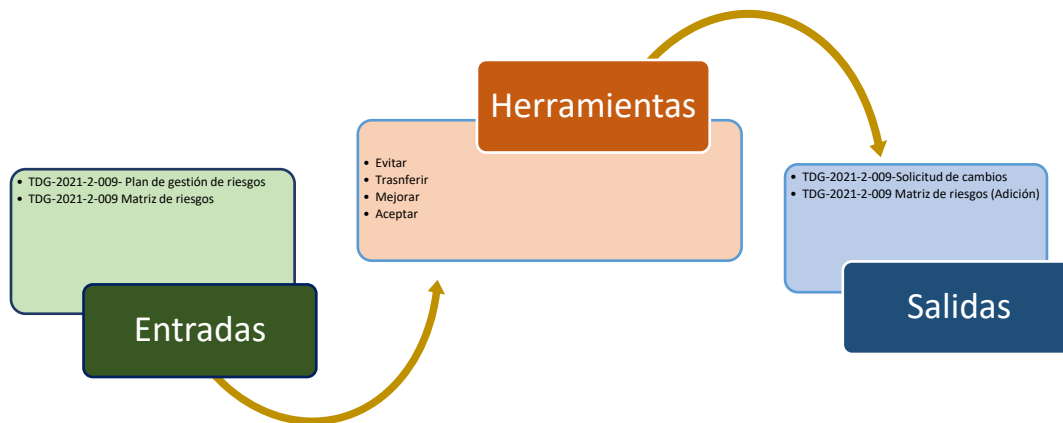 • TDG-2021-2-009- Plan de gestión de riesgos
• TDG-2021-2-009 Matriz de riesgos
Entradas
Herramientas
• Evitar
• Trasnferir
• Mejorar
• Aceptar
• TDG-2021-2-009-Solicitud de cambios
• TDG-2021-2-009 Matriz de riesgos (Adición)
Salidas